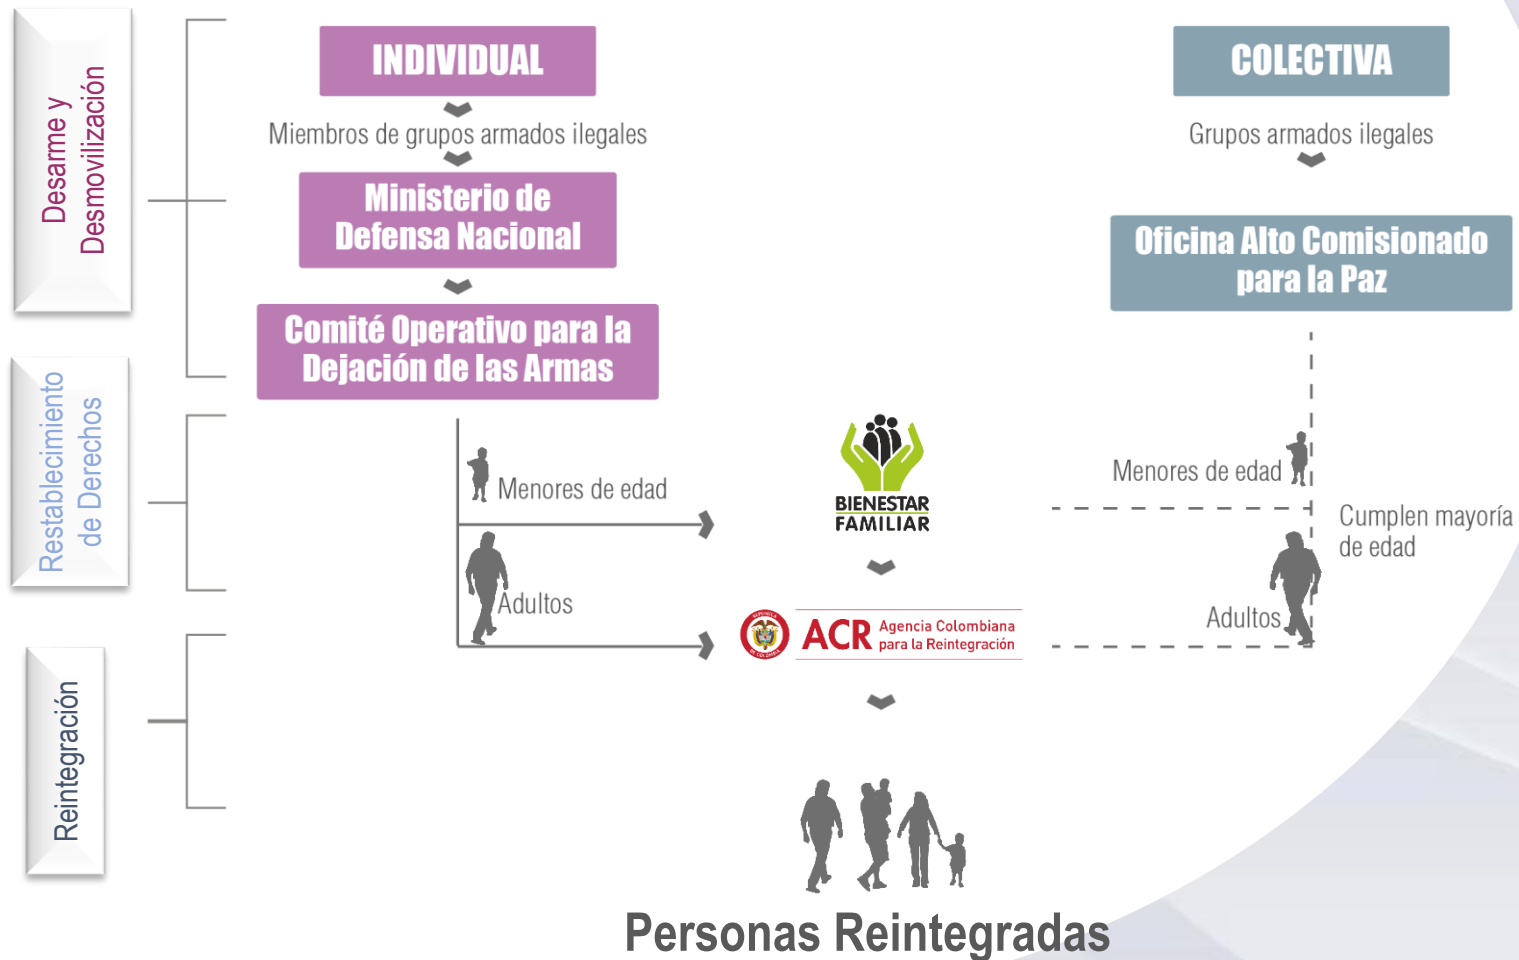 Desarme y
Desmovilización
INDIVIDUAL
Miembros de grupos armados ilegales
Ministerio de
Defensa Nacional
Comité Operativo para la
Dejación de las Armas
COLECTIVA
Grupos armados ilegales
Oficina Alto Comisionado
para la Paz
Restablecimiento
de Derechos
Menores de edad
Adultos
BIENESTAR
FAMILIAR
Menores de edad
Cumplen mayoría
de edad
Adultos
ACR
Agencia Colombiana
para la Reintegración
Reintegración
Personas Reintegradas